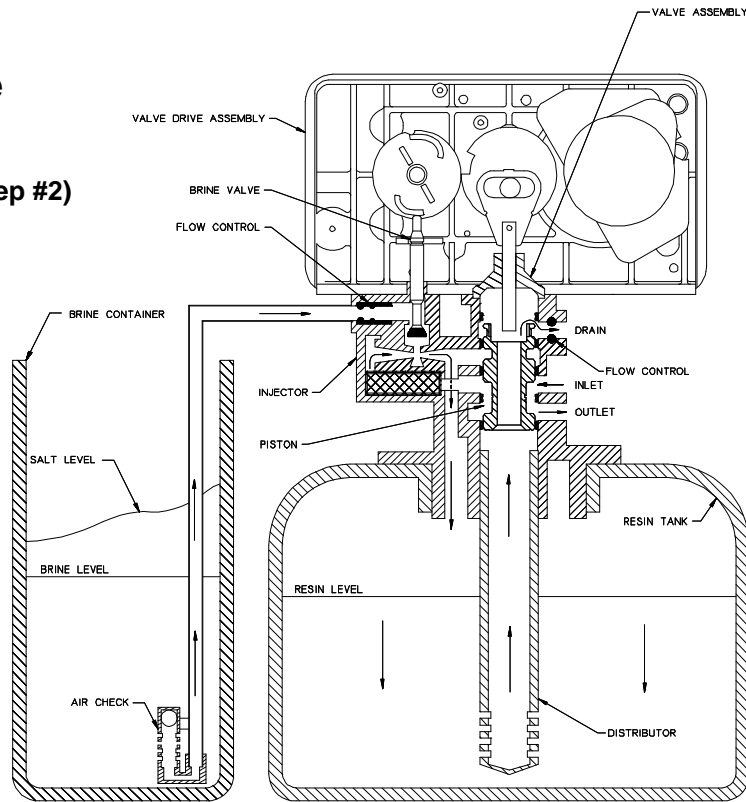 e
ep #2)
VALVE ASSEMBLY
VALVE DRIVE ASSEMBLY
BRINE VALVE
FLOW CONTROL
BRINE CONTAINER
DRAIN
FLOW CONTROL
INJECTOR
INLET
OUTLET
PISTON
SALT LEVEL
RESIN TANK
BRINE LEVEL
RESIN LEVEL
AIR CHECK
DISTRIBUTOR